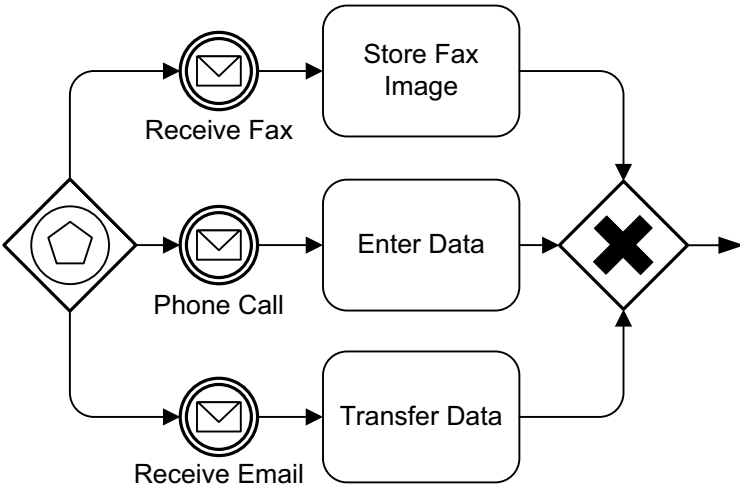 Store Fax
Image
Receive Fax
Enter Data
Phone Call
Transfer Data
Receive Email